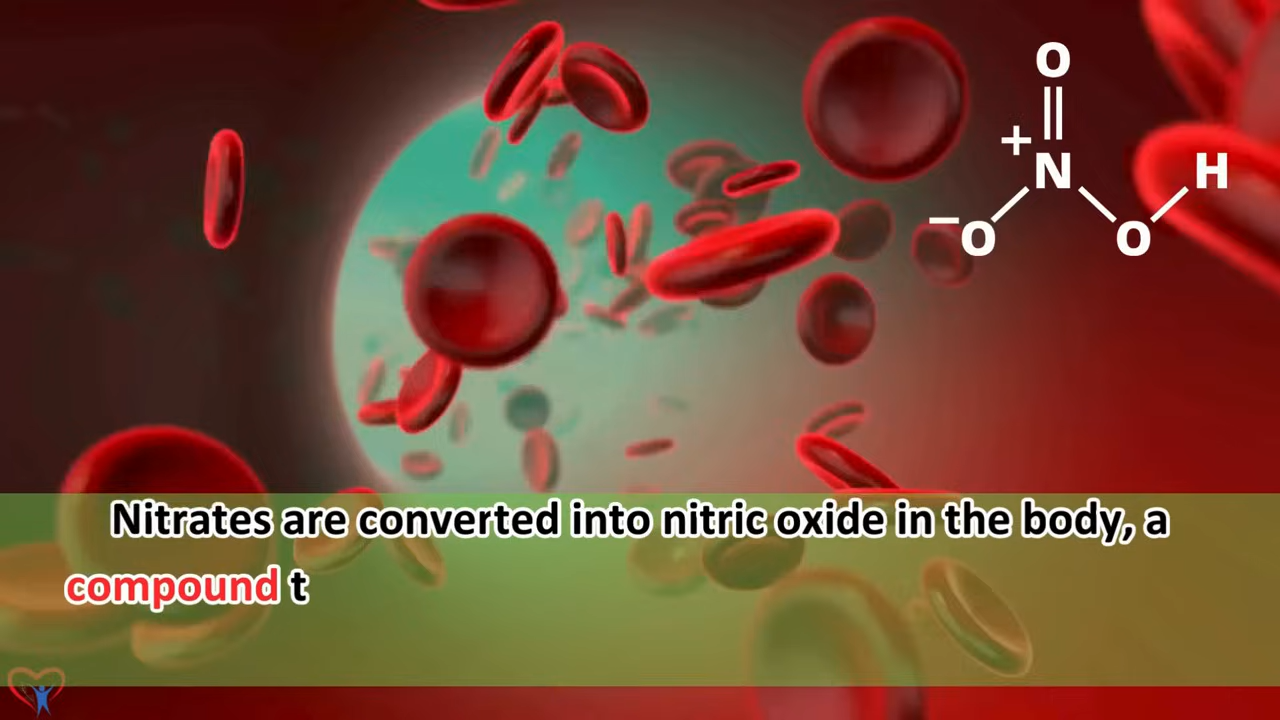 O
+
N
H
−
O
O
Nitrates are converted into nitric oxide in the body, a
compound t